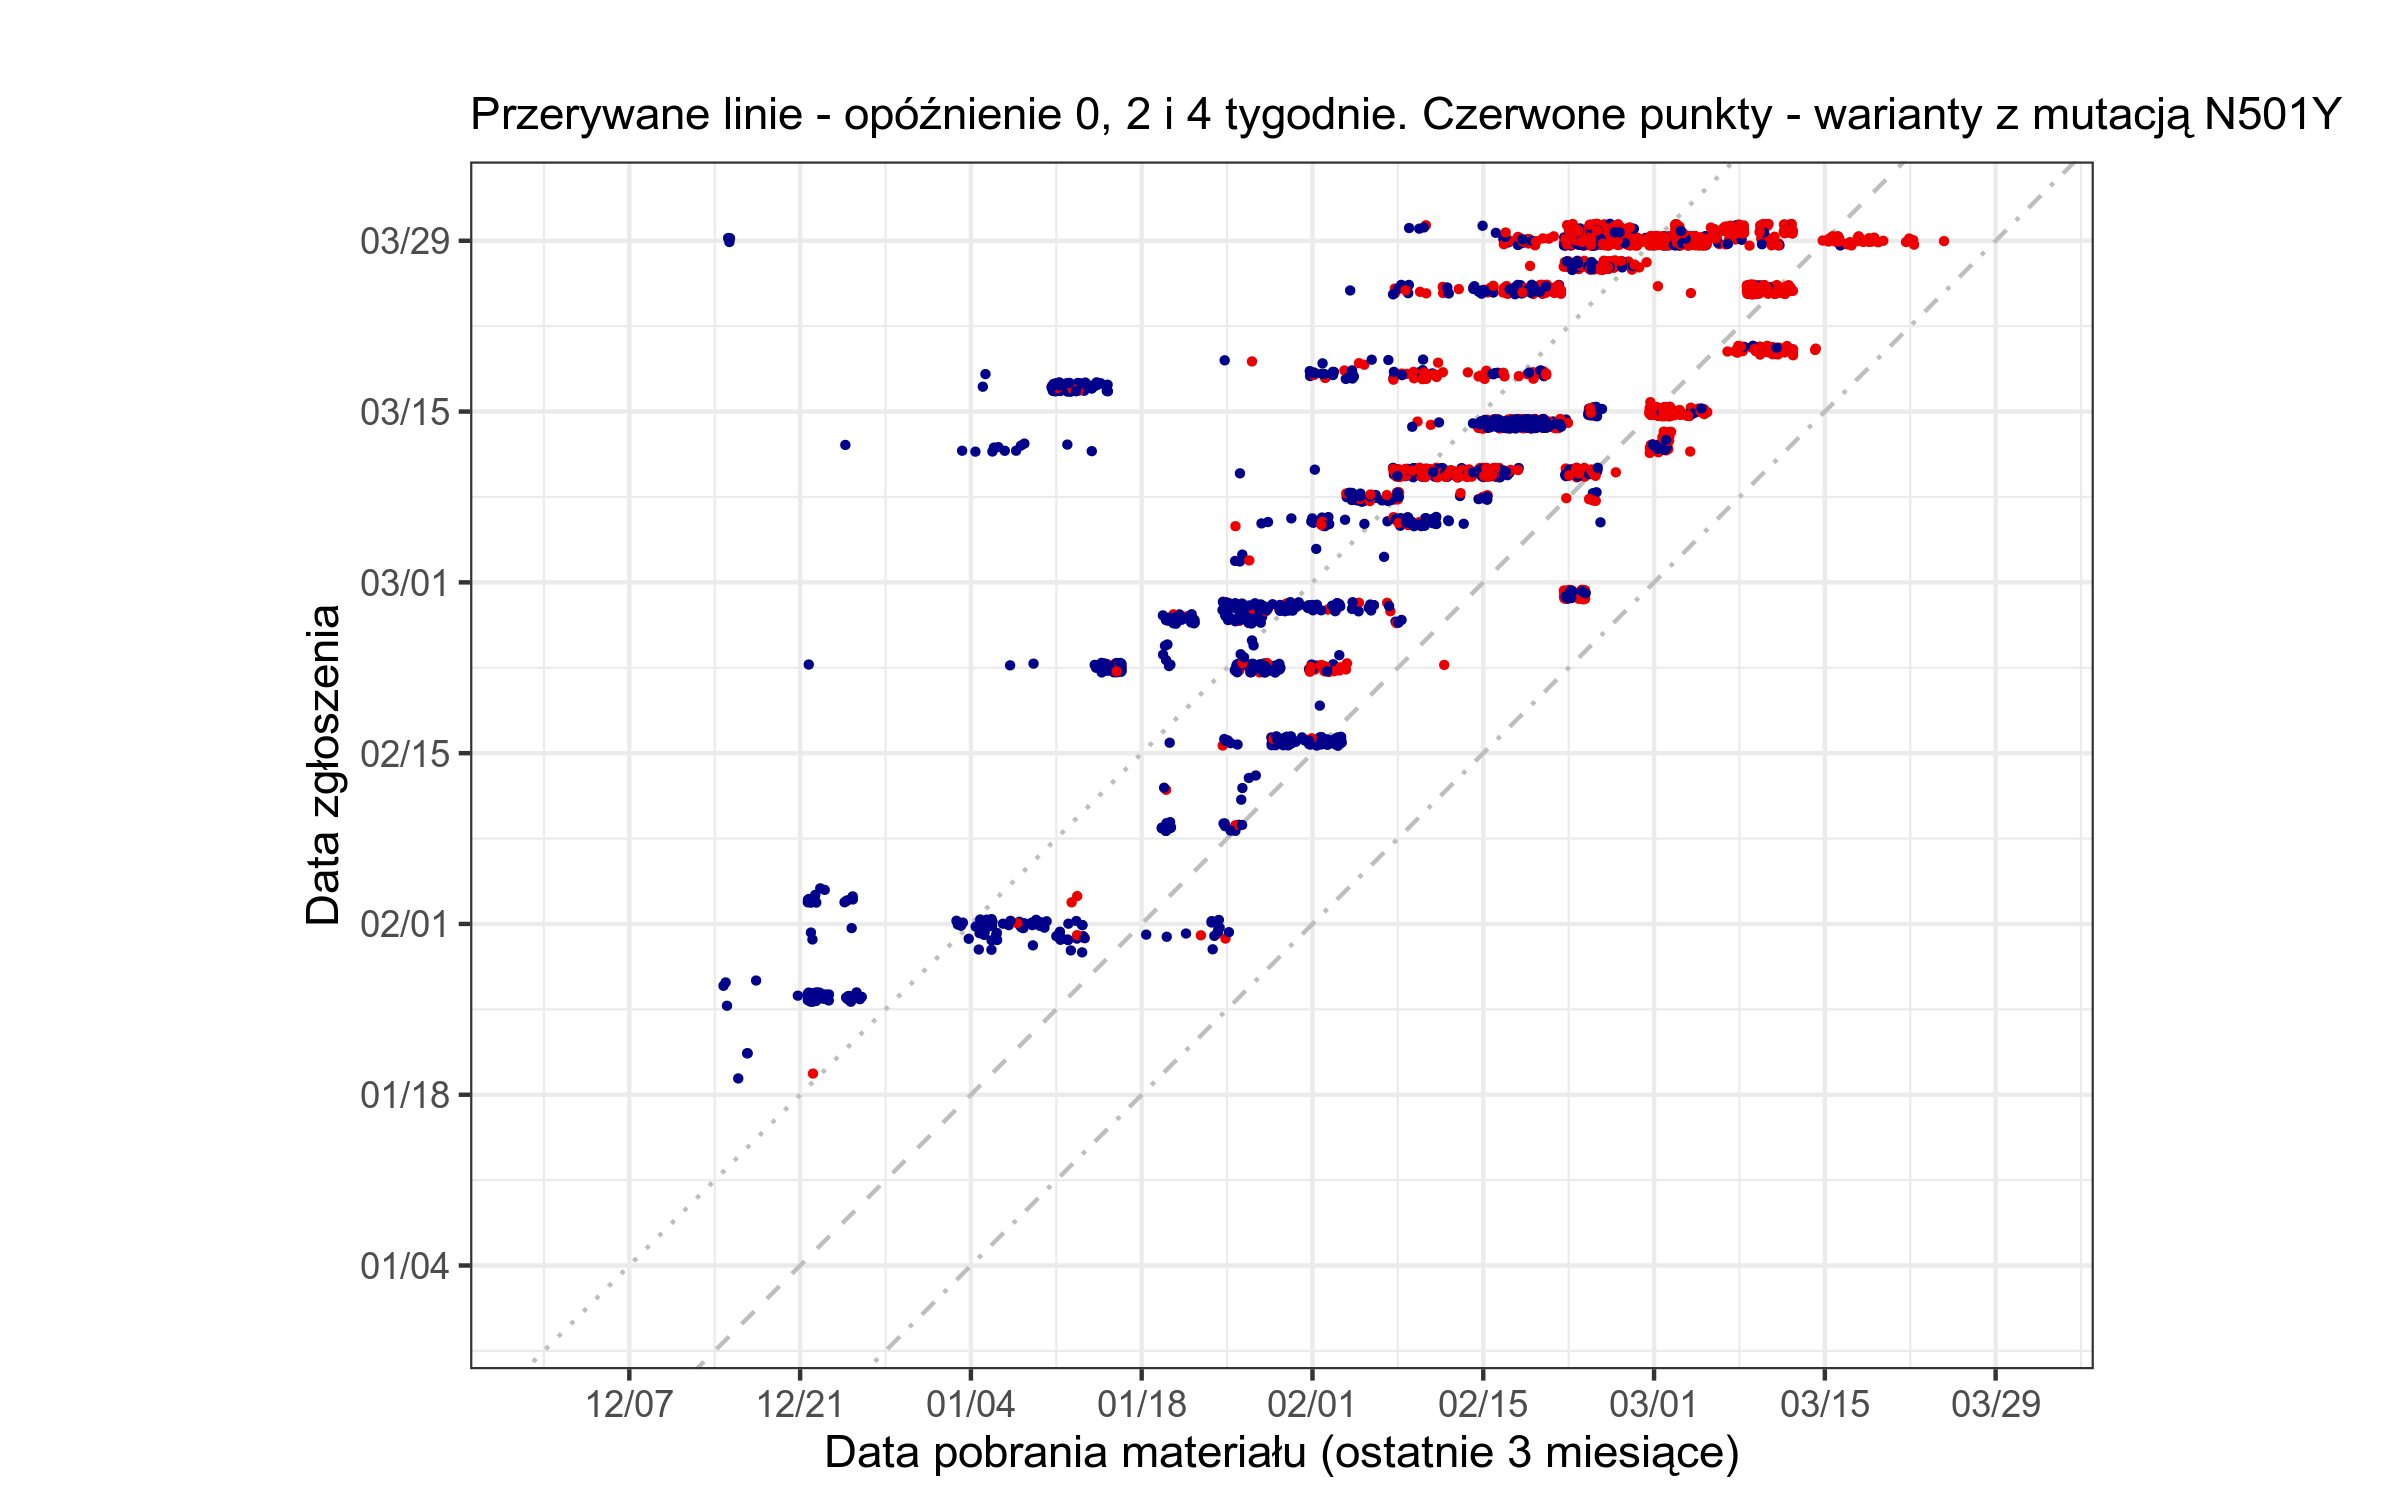 Przerywane linie - opóźnienie 0, 2 i 4 tygodnie. Czerwone punkty - warianty z mutacją N501Y
Data zgłoszenia
03/29
03/15
03/01
02/15
02/01
01/18
01/04
12/07 12/21 01/04 01/18 02/01 02/15 03/01 03/15 03/29
Data pobrania materiału (ostatnie 3 miesiące)